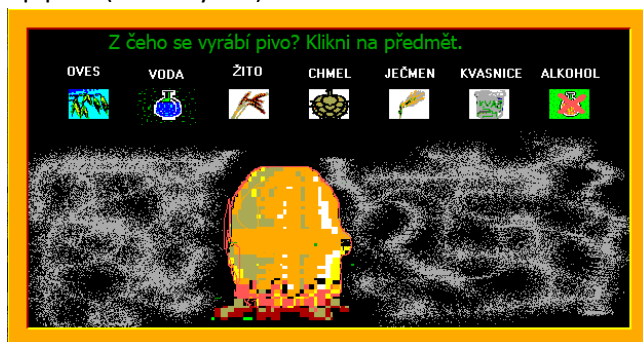 Z čeho se vyrábí pivo? Klikni na předmět.
OVES VODA ŽITO CHMEL JEČMEN KVASNICE ALKOHOL